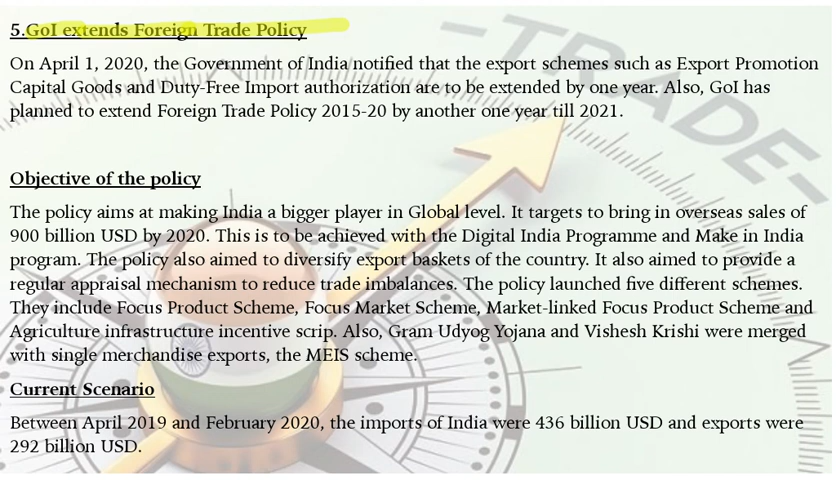 5.GoI extends Foreign Trade Policy
On April 1, 2020, the Government of India notified that the export schemes such as Export Promotion
Capital Goods and Duty-Free Import authorization are to be extended by one year. Also, GoI has
planned to extend Foreign Trade Policy 2015-20 by another one year till 2021.
Objective of the policy
The policy aims at making India a bigger player in Global level. It targets to bring in overseas sales of
900 billion USD by 2020. This is to be achieved with the Digital India Programme and Make in India
program. The policy also aimed to diversify export baskets of the country. It also aimed to provide a
regular appraisal mechanism to reduce trade imbalances. The policy launched five different schemes.
They include Focus Product Scheme, Focus Market Scheme, Market-linked Focus Product Scheme and
Agriculture infrastructure incentive scrip. Also, Gram Udyog Yojana and Vishesh Krishi were merged
with single merchandise exports, the MEIS scheme.
Current Scenario
Between April 2019 and February 2020, the imports of India were 436 billion USD and exports were
292 billion USD.
-TRADE-